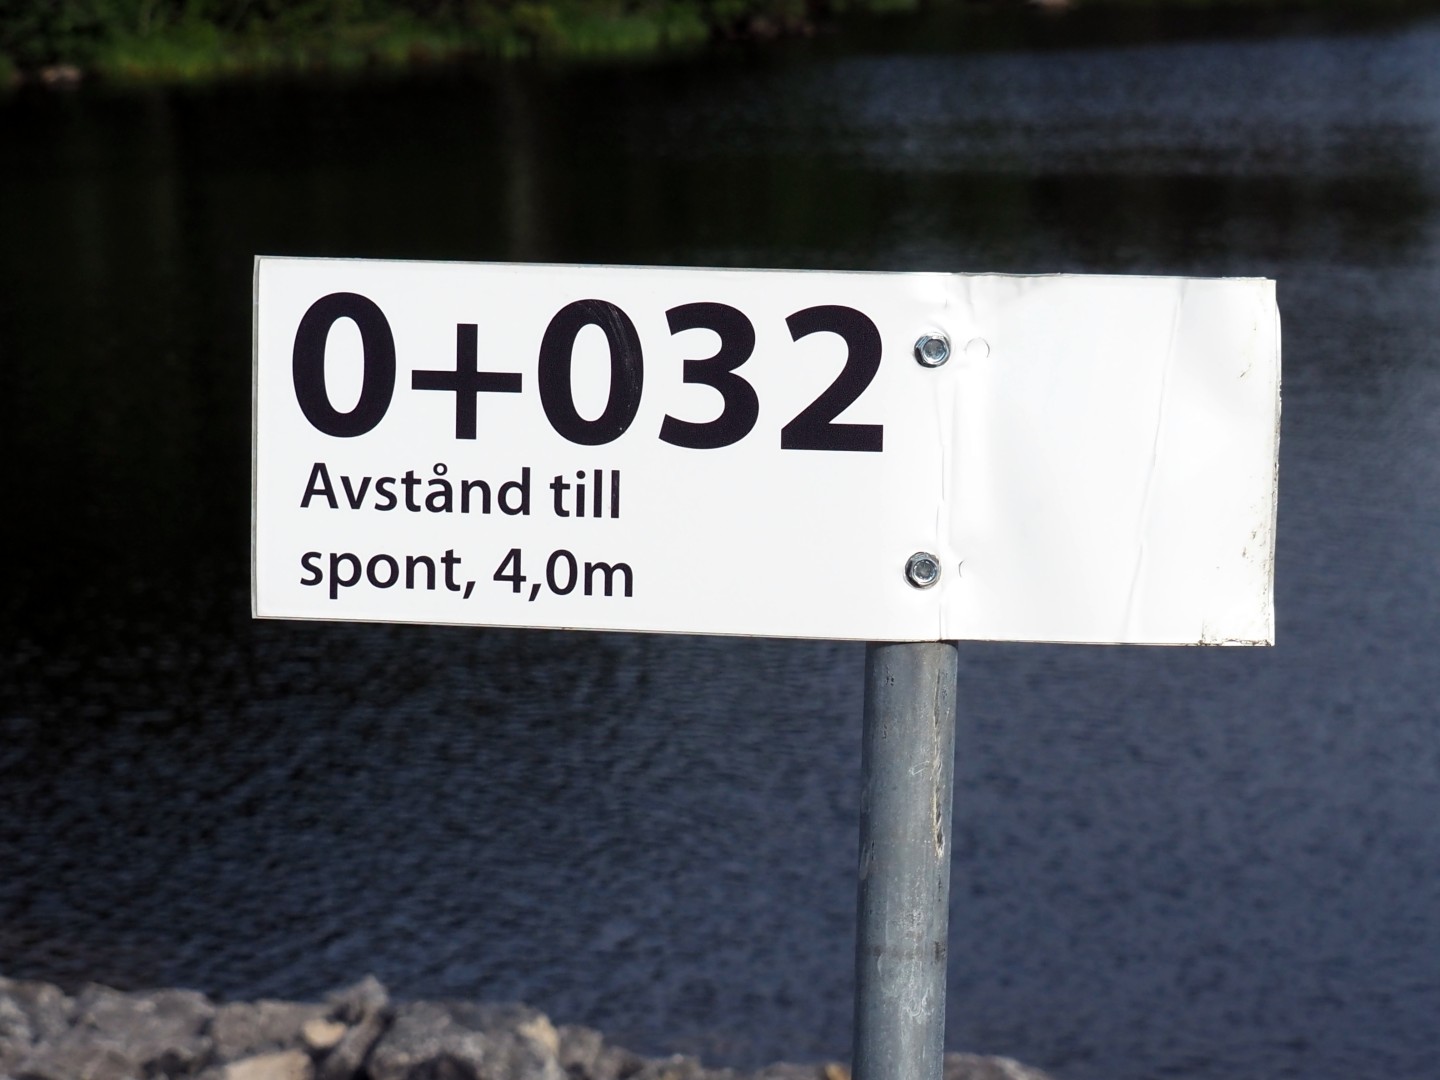 0+032
Avstånd till
spont, 4,0m